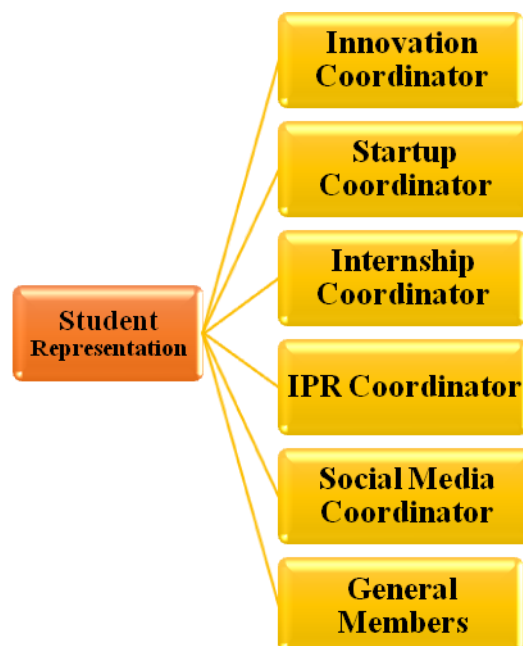 Innovation
Coordinator
Startup
Coordinator
Internship
Coordinator
Student
Representation
IPR Coordinator
Social Media
Coordinator
General
Members